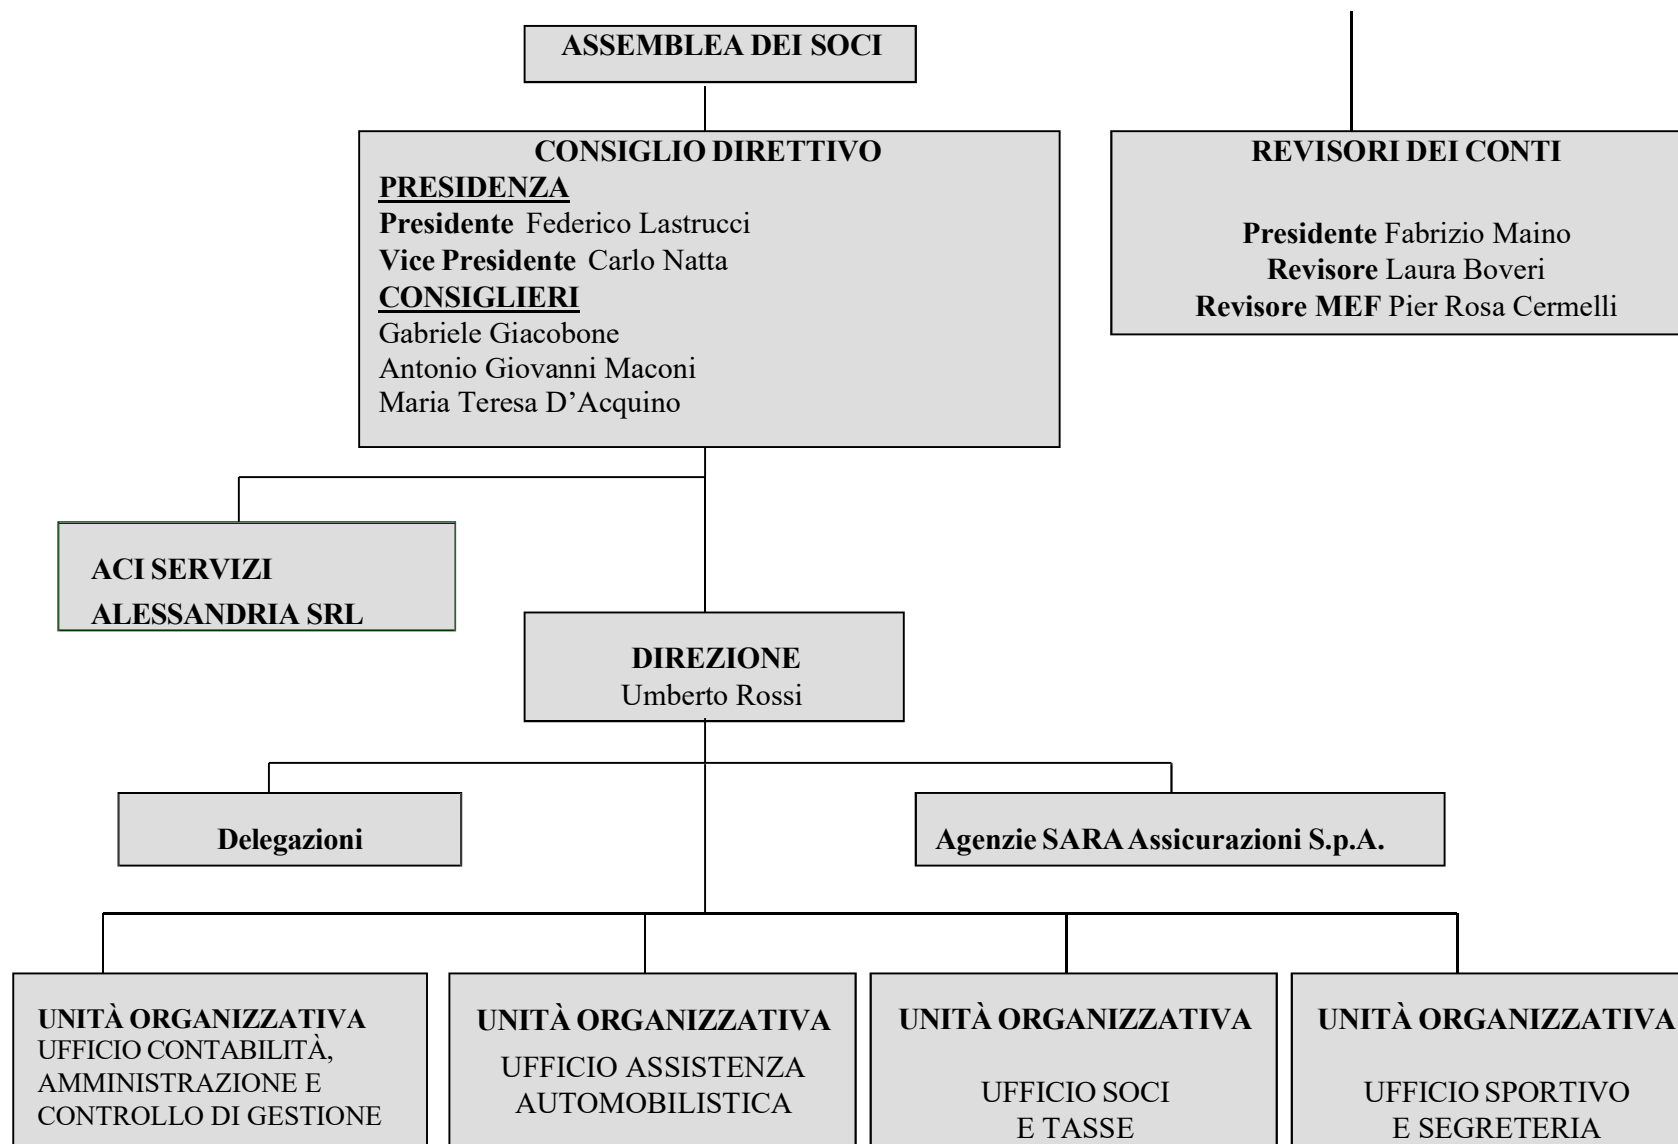 ASSEMBLEA DEI SOCI
CONSIGLIO DIRETTIVO
PRESIDENZA
Presidente Federico Lastrucci
Vice Presidente Carlo Natta
CONSIGLIERI
Gabriele Giacobone
Antonio Giovanni Maconi
Maria Teresa D’Acquino
REVISORI DEI CONTI
Presidente Fabrizio Maino
Revisore Laura Boveri
Revisore MEF Pier Rosa Cermelli
ACI SERVIZI
ALESSANDRIA SRL
DIREZIONE
Umberto Rossi
Delegazioni
Agenzie SARA Assicurazioni S.p.A.
UNITÀ ORGANIZZATIVA
UFFICIO CONTABILITÀ,
AMMINISTRAZIONE E
CONTROLLO DI GESTIONE
UNITÀ ORGANIZZATIVA
UFFICIO ASSISTENZA
AUTOMOBILISTICA
UNITÀ ORGANIZZATIVA
UFFICIO SOCI
E TASSE
UNITÀ ORGANIZZATIVA
UFFICIO SPORTIVO
E SEGRETERIA